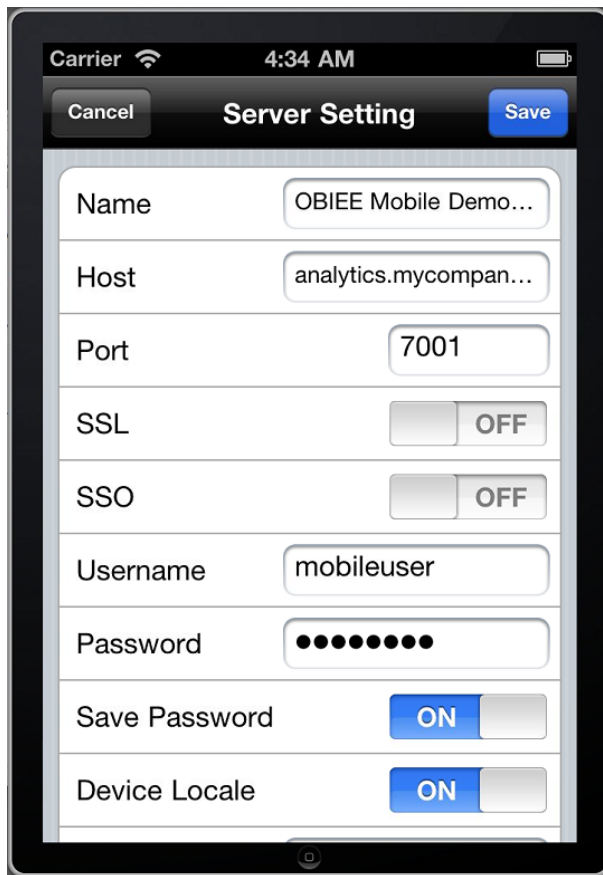 Carrier 4:34 AM
Cancel Server Setting Save
Name OBIEE Mobile Demo...
Host analytics.mycompan...
Port 7001
SSL OFF
SSO OFF
Username mobileuser
Password ●●●●●●●●
Save Password ON
Device Locale ON